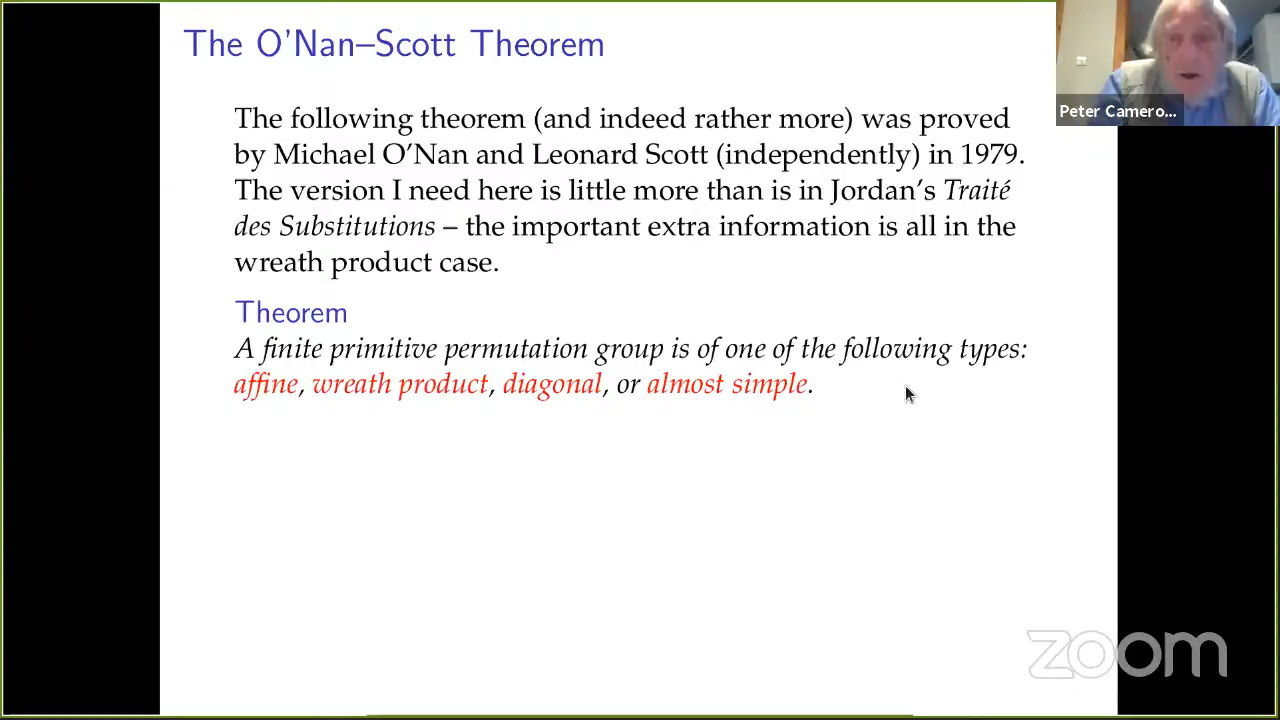 The O'Nan–Scott Theorem
Peter Camero...
The following theorem (and indeed rather more) was proved
by Michael O'Nan and Leonard Scott (independently) in 1979.
The version I need here is little more than is in Jordan's Traité
des Substitutions – the important extra information is all in the
wreath product case.
Theorem
A finite primitive permutation group is of one of the following types:
affine, wreath product, diagonal, or almost simple.
zoom